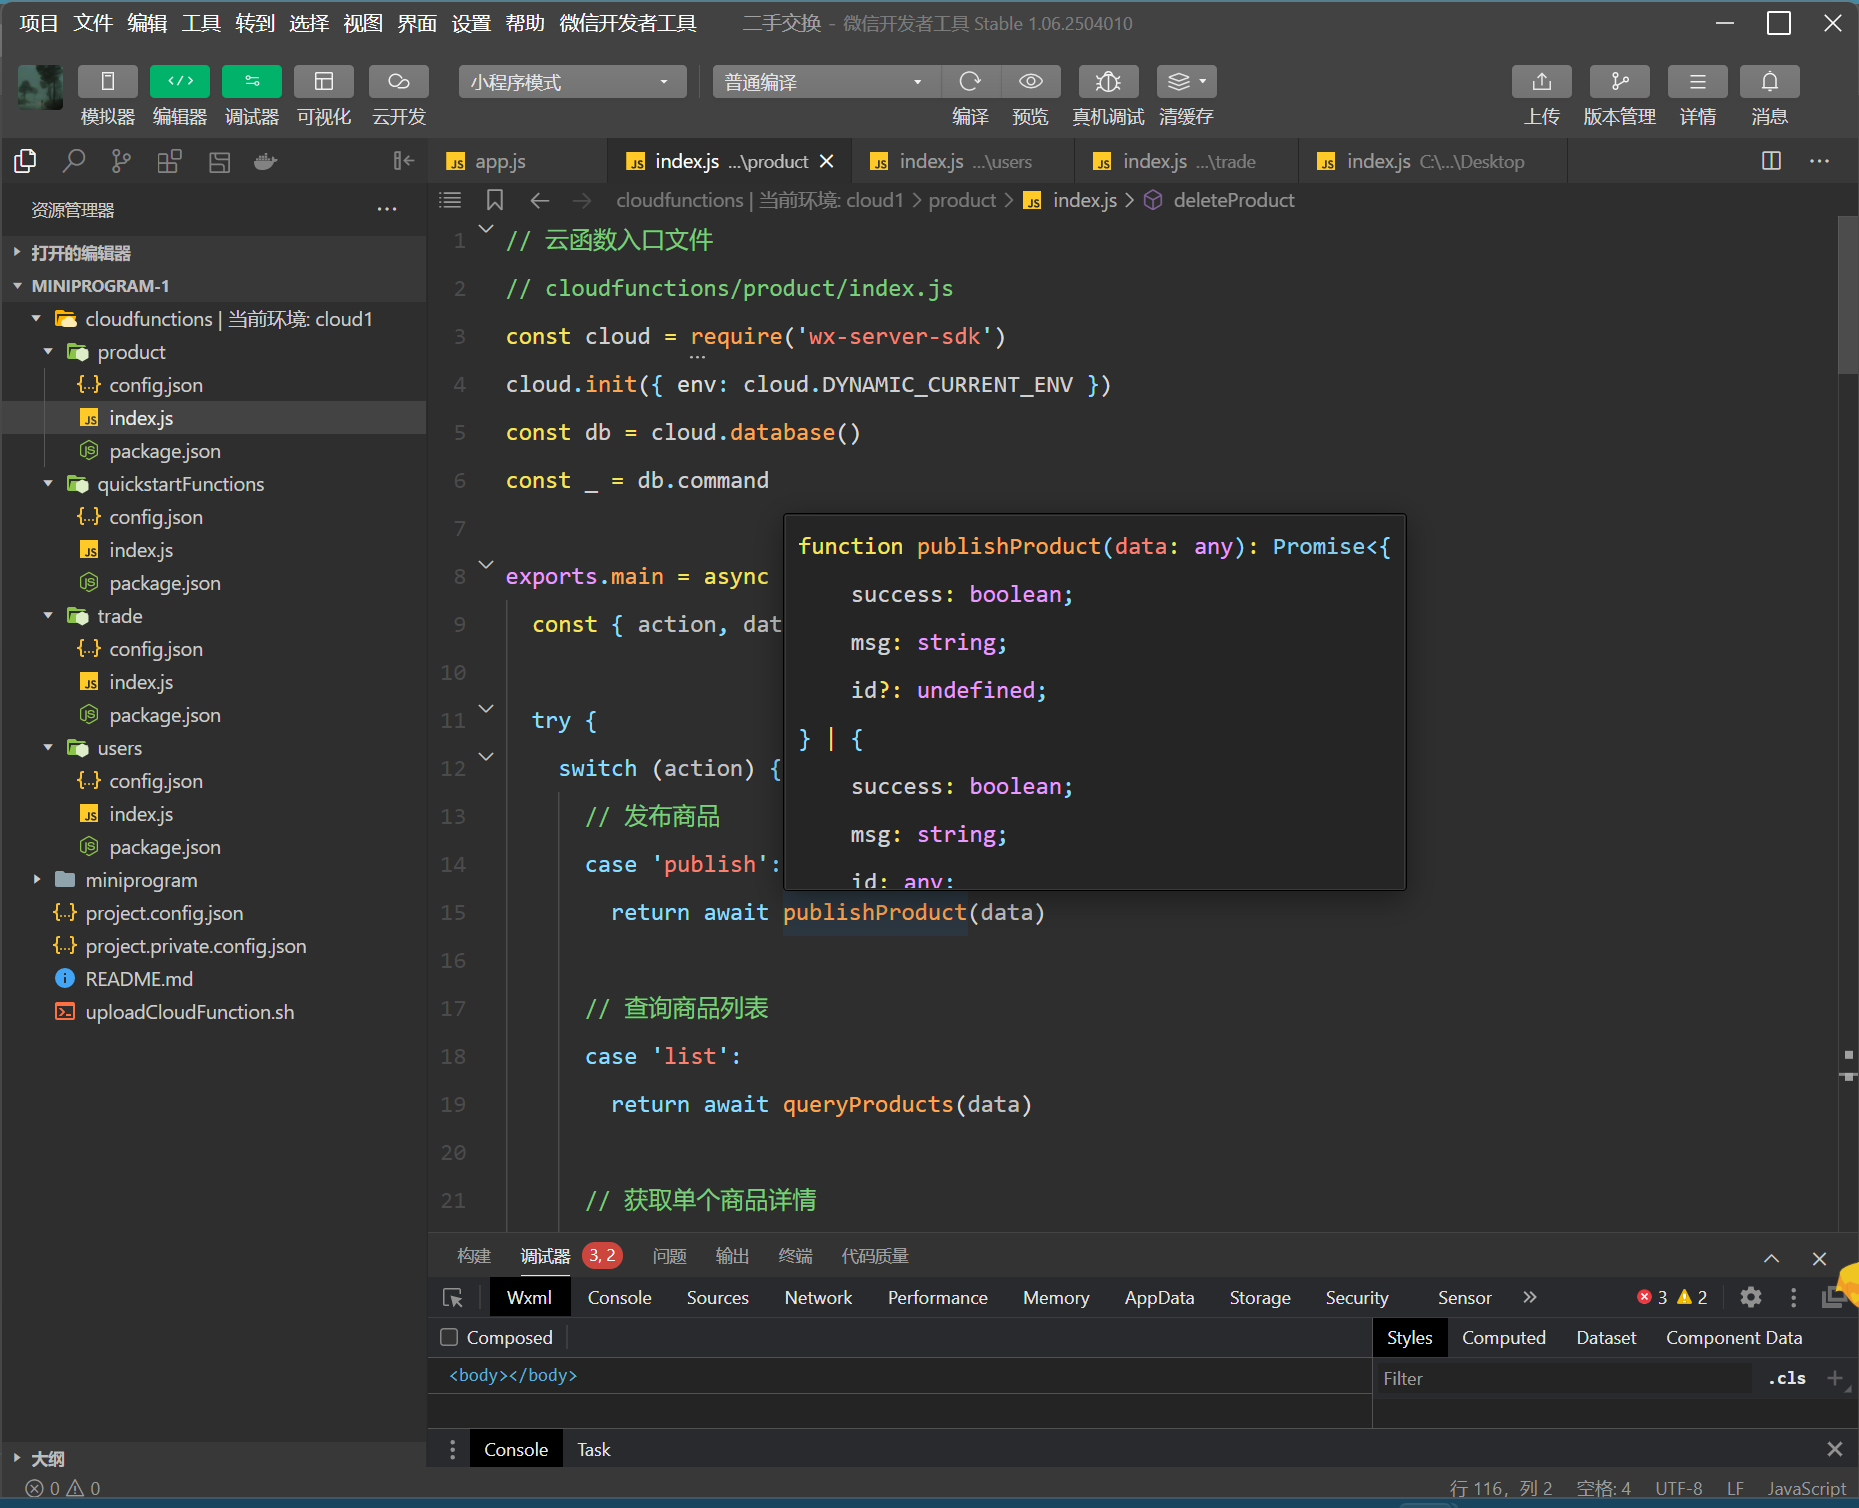 项目 文件 编辑 工具 转到 选择 视图 界面 设置 帮助 微信开发者工具 二手交换 - 微信开发者工具 Stable 1.06.2504010
小程序模式 普通编译
模拟器 编辑器 调试器 可视化 云开发 编译 预览 真机调试 清缓存 上传 版本管理 详情 消息
JS app.js JS index.js ...\product JS index.js ...\users JS index.js ...\trade JS index.js C:\...\Desktop
资源管理器
cloudfunctions | 当前环境: cloud1 > product > JS index.js > deleteProduct
打开的编辑器
MINIPROGRAM-1
cloudfunctions | 当前环境: cloud1
product
{..} config.json
JS index.js
package.json
quickstartFunctions
{..} config.json
JS index.js
package.json
trade
{..} config.json
JS index.js
package.json
users
{..} config.json
JS index.js
package.json
miniprogram
{..} project.config.json
{..} project.private.config.json
README.md
uploadCloudFunction.sh
大纲
1 // 云函数入口文件
2 // cloudfunctions/product/index.js
3 const cloud = require('wx-server-sdk')
4 cloud.init({ env: cloud.DYNAMIC_CURRENT_ENV })
5 const db = cloud.database()
6 const _ = db.command
7
8 exports.main = async
9 const { action, dat
10
11 try {
12 switch (action) {
13 // 发布商品
14 case 'publish':
15 return await publishProduct(data)
16
17 // 查询商品列表
18 case 'list':
19 return await queryProducts(data)
20
21 // 获取单个商品详情
function publishProduct(data: any): Promise<{
success: boolean;
msg: string;
id?: undefined;
} | {
success: boolean;
msg: string;
id: any;
构建 调试器 3, 2 问题 输出 终端 代码质量
Wxml Console Sources Network Performance Memory AppData Storage Security Sensor 3 2
Composed
Styles Computed Dataset Component Data
<body></body>
Filter .cls +
Console Task
0 0 行 116，列 2 空格: 4 UTF-8 LF JavaScript